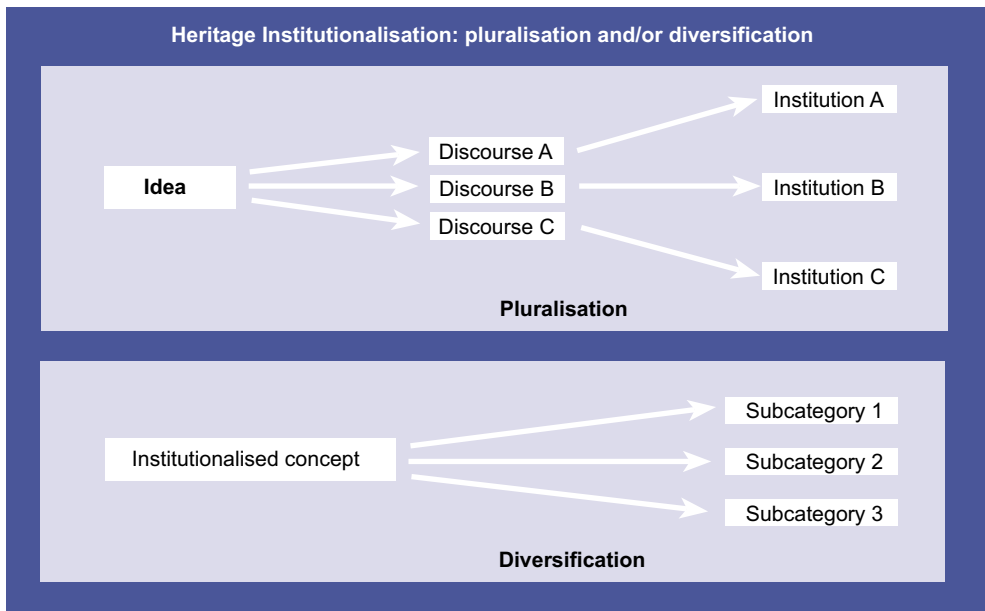 Heritage Institutionalisation: pluralisation and/or diversification
Institution A
Discourse A
Idea
Discourse B
Institution B
Discourse C
Institution C
Pluralisation
Subcategory 1
Institutionalised concept
Subcategory 2
Subcategory 3
Diversification